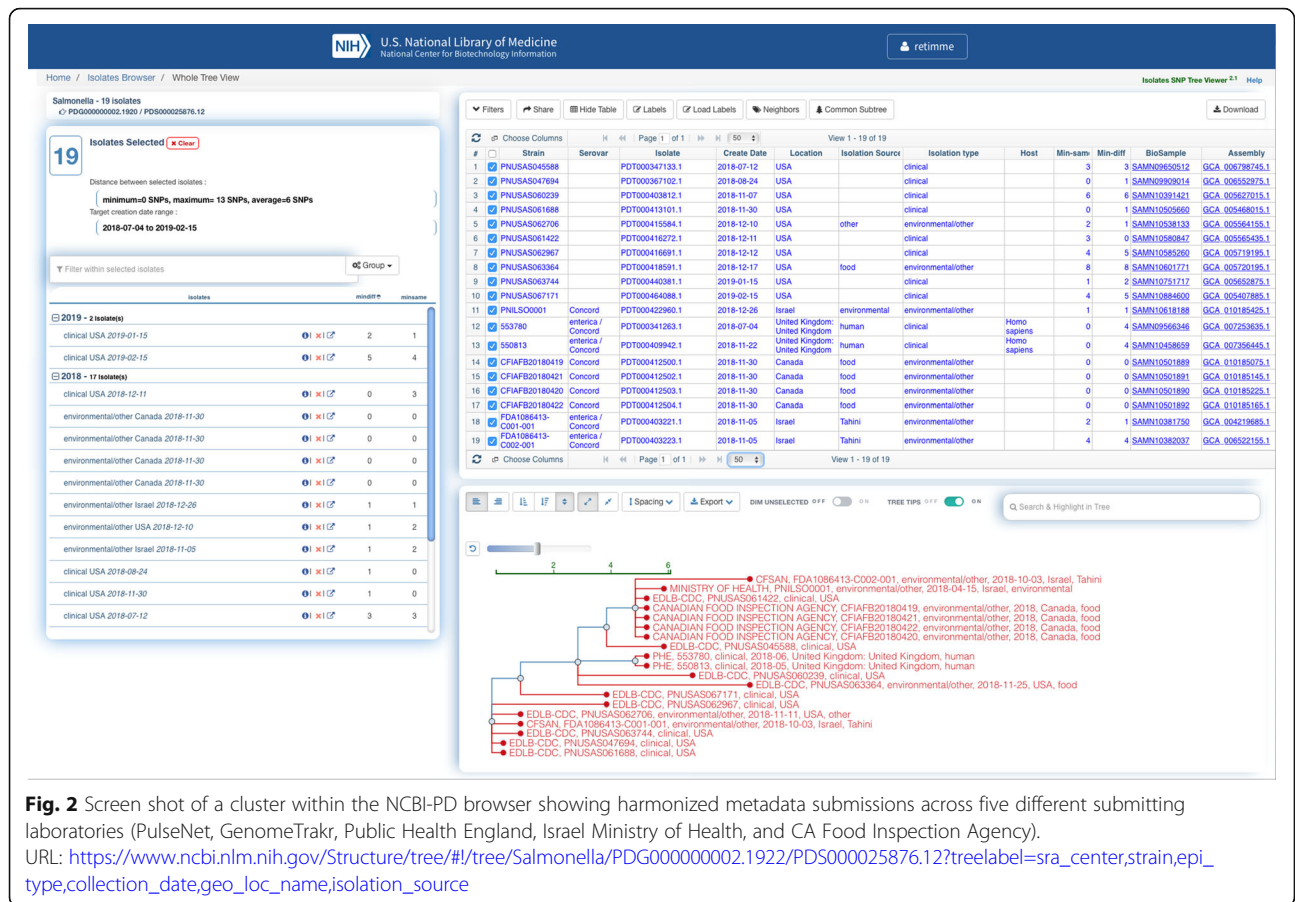 NIH U.S. National Library of Medicine
National Center for Biotechnology Information
retimme
Home / Isolates Browser / Whole Tree View
Isolates SNP Tree Viewer 2.1 Help
Salmonella - 19 isolates
PDG000000002.1920 / PDS000025876.12
19 Isolates Selected × Clear
Distance between selected isolates :
minimum=0 SNPs, maximum= 13 SNPs, average=6 SNPs
Target creation date range :
2018-07-04 to 2019-02-15
Filter within selected isolates Group
isolates mindiff minsame
2019 - 2 Isolate(s)
clinical USA 2019-01-15 2 1
clinical USA 2019-02-15 5 4
2018 - 17 Isolate(s)
clinical USA 2018-12-11 0 3
environmental/other Canada 2018-11-30 0 0
environmental/other Canada 2018-11-30 0 0
environmental/other Canada 2018-11-30 0 0
environmental/other Canada 2018-11-30 0 0
environmental/other Israel 2018-12-26 1 1
environmental/other USA 2018-12-10 1 2
environmental/other Israel 2018-11-05 1 2
clinical USA 2018-08-24 1 0
clinical USA 2018-11-30 1 0
clinical USA 2018-07-12 3 3
Filters Share Hide Table Labels Load Labels Neighbors Common Subtree Download
Choose Columns Page 1 of 1 50 View 1 - 19 of 19
# Strain Serovar Isolate Create Date Location Isolation Source Isolation type Host Min-sam Min-diff BioSample Assembly
1 PNUSAS045588 PDT000347133.1 2018-07-12 USA clinical 3 3 SAMN09650512 GCA_006798745.1
2 PNUSAS047694 PDT000367102.1 2018-08-24 USA clinical 0 1 SAMN09909014 GCA_006552975.1
3 PNUSAS060239 PDT000403812.1 2018-11-07 USA clinical 6 6 SAMN10391421 GCA_005627015.1
4 PNUSAS061688 PDT000413101.1 2018-11-30 USA clinical 0 1 SAMN10505660 GCA_005468015.1
5 PNUSAS062706 PDT000415584.1 2018-12-10 USA other environmental/other 2 1 SAMN10538133 GCA_005564155.1
6 PNUSAS061422 PDT000416272.1 2018-12-11 USA clinical 3 0 SAMN10580847 GCA_005565435.1
7 PNUSAS062967 PDT000416691.1 2018-12-12 USA clinical 4 5 SAMN10585260 GCA_005719195.1
8 PNUSAS063364 PDT000418591.1 2018-12-17 USA food environmental/other 8 8 SAMN10601771 GCA_005720195.1
9 PNUSAS063744 PDT000440381.1 2019-01-15 USA clinical 1 2 SAMN10751717 GCA_005652875.1
10 PNUSAS067171 PDT000464088.1 2019-02-15 USA clinical 4 5 SAMN10884600 GCA_005407885.1
11 PNILSO0001 Concord PDT000422960.1 2018-12-26 Israel environmental environmental/other 1 1 SAMN10618188 GCA_010185425.1
12 553780 enterica / Concord PDT000341263.1 2018-07-04 United Kingdom: United Kingdom human clinical Homo sapiens 0 4 SAMN09566346 GCA_007253635.1
13 550813 enterica / Concord PDT000409942.1 2018-11-22 United Kingdom: United Kingdom human clinical Homo sapiens 0 4 SAMN10458659 GCA_007356445.1
14 CFIAFB20180419 Concord PDT000412500.1 2018-11-30 Canada food environmental/other 0 0 SAMN10501889 GCA_010185075.1
15 CFIAFB20180421 Concord PDT000412502.1 2018-11-30 Canada food environmental/other 0 0 SAMN10501891 GCA_010185145.1
16 CFIAFB20180420 Concord PDT000412503.1 2018-11-30 Canada food environmental/other 0 0 SAMN10501890 GCA_010185225.1
17 CFIAFB20180422 Concord PDT000412504.1 2018-11-30 Canada food environmental/other 0 0 SAMN10501892 GCA_010185165.1
18 FDA1086413-C001-001 enterica / Concord PDT000403221.1 2018-11-05 Israel Tahini environmental/other 2 1 SAMN10381750 GCA_004219685.1
19 FDA1086413-C002-001 enterica / Concord PDT000403223.1 2018-11-05 Israel Tahini environmental/other 4 4 SAMN10382037 GCA_006522155.1
Choose Columns Page 1 of 1 50 View 1 - 19 of 19
Spacing Export DIM UNSELECTED OFF ON TREE TIPS OFF ON Search & Highlight in Tree
2 4 6
CFSAN, FDA1086413-C002-001, environmental/other, 2018-10-03, Israel, Tahini
MINISTRY OF HEALTH, PNILSO0001, environmental/other, 2018-04-15, Israel, environmental
EDLB-CDC, PNUSAS061422, clinical, USA
CANADIAN FOOD INSPECTION AGENCY, CFIAFB20180419, environmental/other, 2018, Canada, food
CANADIAN FOOD INSPECTION AGENCY, CFIAFB20180421, environmental/other, 2018, Canada, food
CANADIAN FOOD INSPECTION AGENCY, CFIAFB20180422, environmental/other, 2018, Canada, food
CANADIAN FOOD INSPECTION AGENCY, CFIAFB20180420, environmental/other, 2018, Canada, food
EDLB-CDC, PNUSAS045588, clinical, USA
PHE, 553780, clinical, 2018-06, United Kingdom: United Kingdom, human
PHE, 550813, clinical, 2018-05, United Kingdom: United Kingdom, human
EDLB-CDC, PNUSAS060239, clinical, USA
EDLB-CDC, PNUSAS063364, environmental/other, 2018-11-25, USA, food
EDLB-CDC, PNUSAS067171, clinical, USA
EDLB-CDC, PNUSAS062967, clinical, USA
EDLB-CDC, PNUSAS062706, environmental/other, 2018-11-11, USA, other
CFSAN, FDA1086413-C001-001, environmental/other, 2018-10-03, Israel, Tahini
EDLB-CDC, PNUSAS063744, clinical, USA
EDLB-CDC, PNUSAS047694, clinical, USA
EDLB-CDC, PNUSAS061688, clinical, USA
Fig. 2 Screen shot of a cluster within the NCBI-PD browser showing harmonized metadata submissions across five different submitting
laboratories (PulseNet, GenomeTrakr, Public Health England, Israel Ministry of Health, and CA Food Inspection Agency).
URL: https://www.ncbi.nlm.nih.gov/Structure/tree/#!/tree/Salmonella/PDG000000002.1922/PDS000025876.12?treelabel=sra_center,strain,epi_
type,collection_date,geo_loc_name,isolation_source